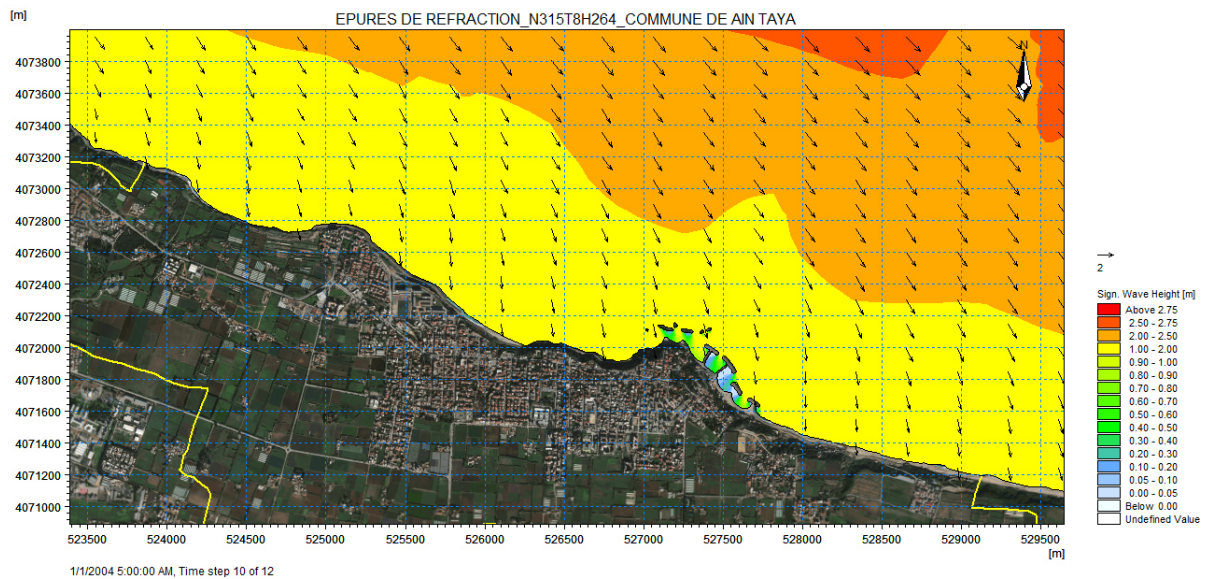 [m]
EPURES DE REFRACTION_N315T8H264_COMMUNE DE AIN TAYA
4073800
4073600
4073400
4073200
4073000
4072800
4072600
4072400
4072200
4072000
4071800
4071600
4071400
4071200
4071000
N
2
Sign. Wave Height [m]
Above 2.75
2.50 - 2.75
2.00 - 2.50
1.00 - 2.00
0.90 - 1.00
0.80 - 0.90
0.70 - 0.80
0.60 - 0.70
0.50 - 0.60
0.40 - 0.50
0.30 - 0.40
0.20 - 0.30
0.10 - 0.20
0.05 - 0.10
0.00 - 0.05
Below 0.00
Undefined Value
523500 524000 524500 525000 525500 526000 526500 527000 527500 528000 528500 529000 529500
[m]
1/1/2004 5:00:00 AM, Time step 10 of 12